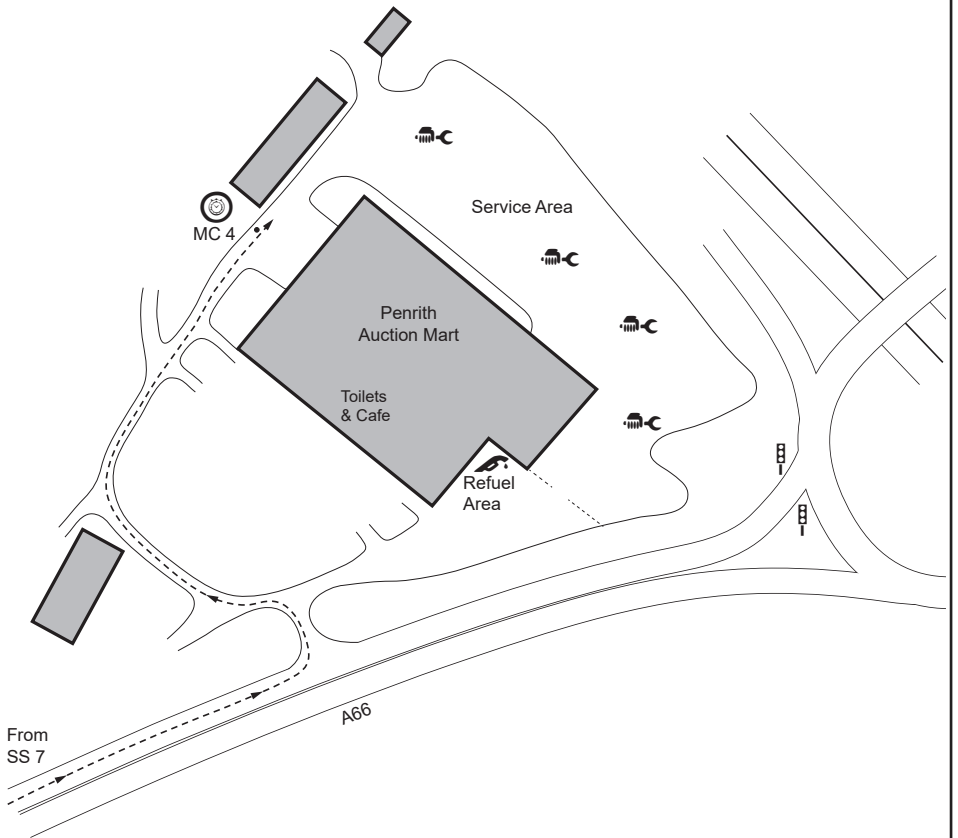 MC 4
Service Area
Penrith
Auction Mart
Toilets
& Cafe
Refuel
Area
A66
From
SS 7